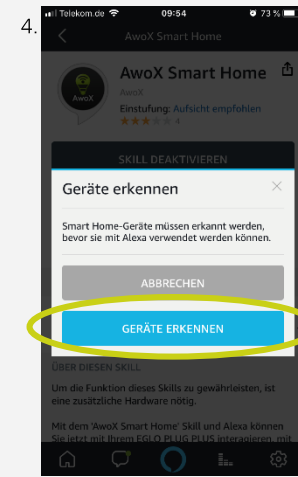 4.
Telekom.de 09:54 73 %
AwoX Smart Home
AwoX
AwoX Smart Home
AwoX
Einstufung: Aufsicht empfohlen
4
SKILL DEAKTIVIEREN
Geräte erkennen
Smart Home-Geräte müssen erkannt werden,
bevor sie mit Alexa verwendet werden können.
ABBRECHEN
GERÄTE ERKENNEN
ÜBER DIESEN SKILL
Um die Funktion dieses Skills zu gewährleisten, ist
eine zusätzliche Hardware nötig.
Mit dem 'AwoX Smart Home' Skill und Alexa können
Sie jetzt mit Ihrem EGLO PLUG PLUS interagieren, mit